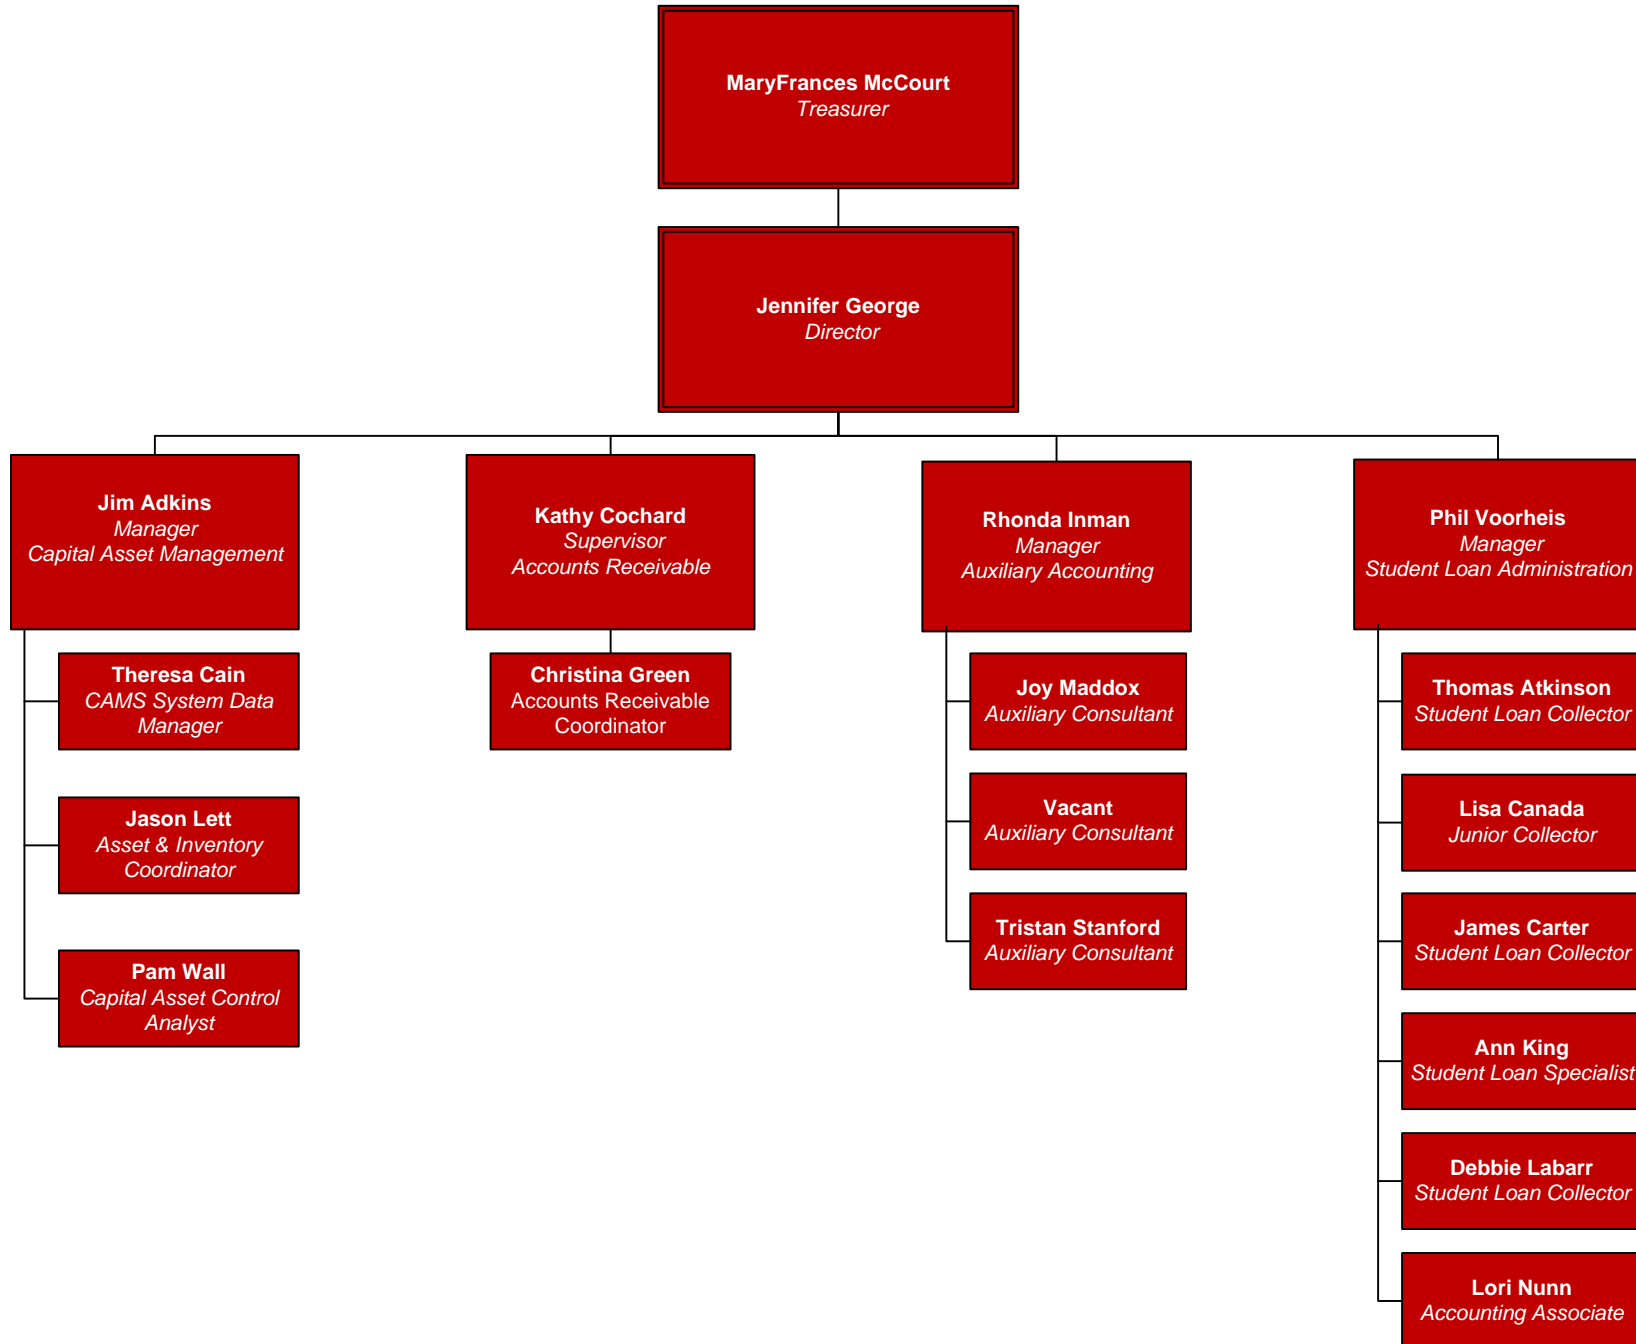 MaryFrances McCourt
Treasurer
Jennifer George
Director
Jim Adkins
Manager
Capital Asset Management
Kathy Cochard
Supervisor
Accounts Receivable
Rhonda Inman
Manager
Auxiliary Accounting
Phil Voorheis
Manager
Student Loan Administration
Theresa Cain
CAMS System Data
Manager
Jason Lett
Asset & Inventory
Coordinator
Pam Wall
Capital Asset Control
Analyst
Christina Green
Accounts Receivable
Coordinator
Joy Maddox
Auxiliary Consultant
Vacant
Auxiliary Consultant
Tristan Stanford
Auxiliary Consultant
Thomas Atkinson
Student Loan Collector
Lisa Canada
Junior Collector
James Carter
Student Loan Collector
Ann King
Student Loan Specialist
Debbie Labarr
Student Loan Collector
Lori Nunn
Accounting Associate